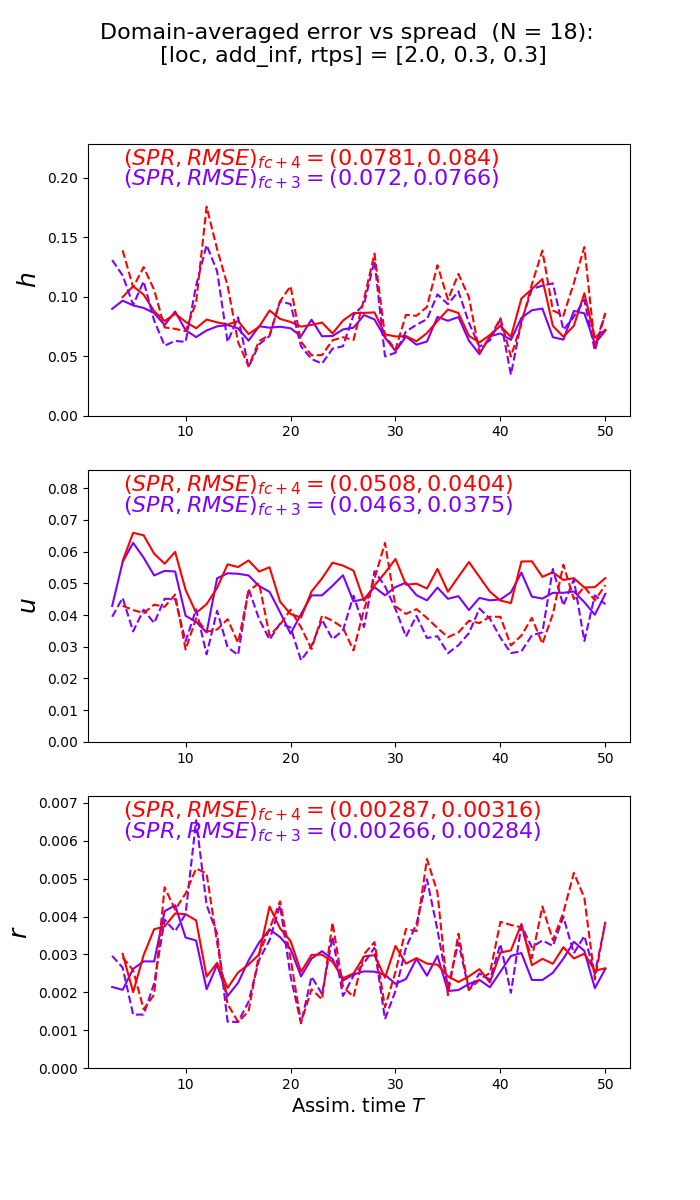 Domain-averaged error vs spread (N = 18):
[loc, add_inf, rtps] = [2.0, 0.3, 0.3]
(SPR, RMSE)fc+4 = (0.0781, 0.084)
(SPR, RMSE)fc+3 = (0.072, 0.0766)
0.20
0.15
0.10
0.05
0.00
h
10 20 30 40 50
(SPR, RMSE)fc+4 = (0.0508, 0.0404)
(SPR, RMSE)fc+3 = (0.0463, 0.0375)
0.08
0.07
0.06
0.05
0.04
0.03
0.02
0.01
0.00
u
10 20 30 40 50
(SPR, RMSE)fc+4 = (0.00287, 0.00316)
(SPR, RMSE)fc+3 = (0.00266, 0.00284)
0.007
0.006
0.005
0.004
0.003
0.002
0.001
0.000
r
10 20 30 40 50
Assim. time T